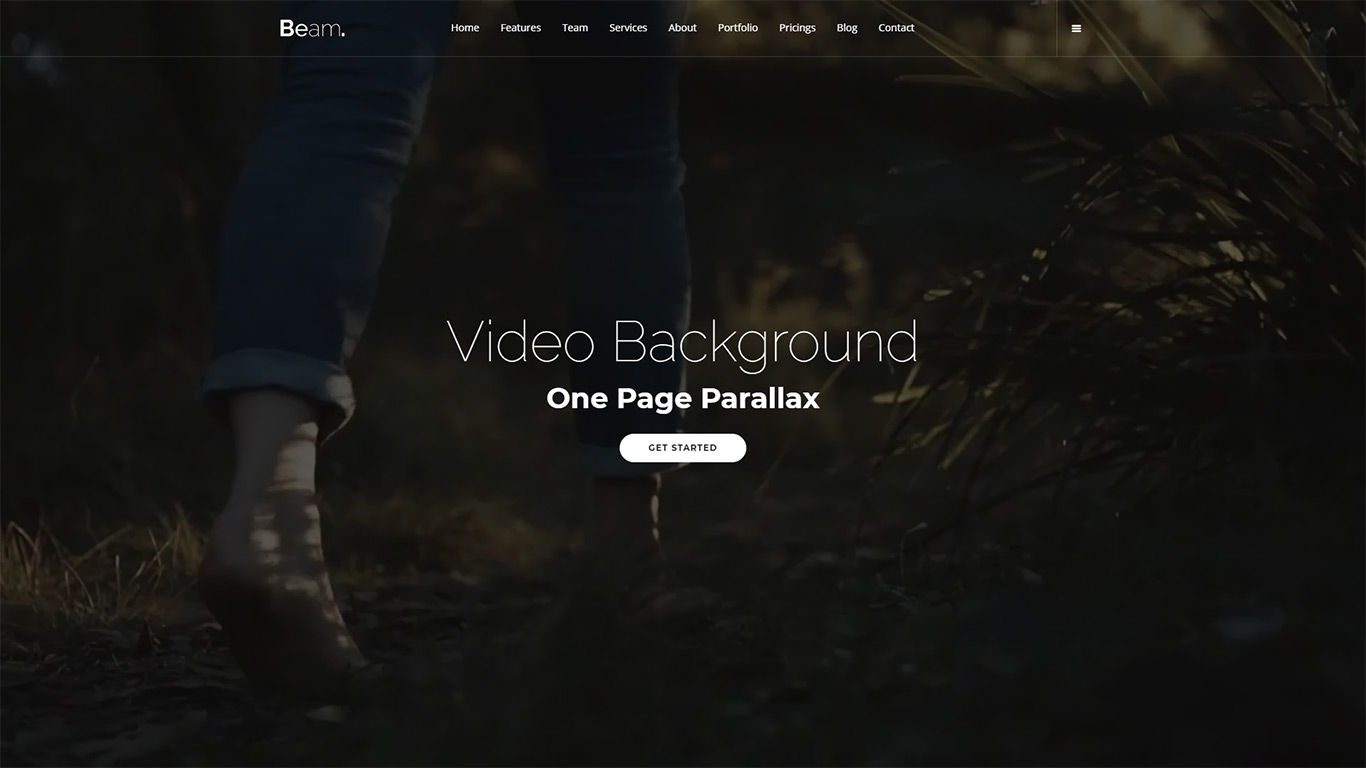 Beam.
Home Features Team Services About Portfolio Pricings Blog Contact
Video Background
One Page Parallax
GET STARTED